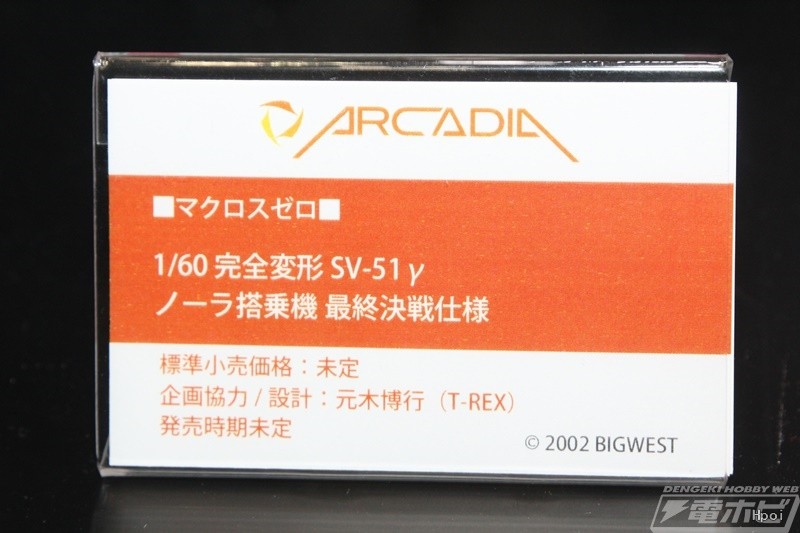 ARCADIA
■マクロスゼロ■
1/60 完全変形 SV-51γ
ノーラ搭乗機 最終決戦仕様
標準小売価格：未定
企画協力 / 設計：元木博行（T-REX）
発売時期未定
© 2002 BIGWEST
DENGEKI HOBBY WEB
電ホビ
Hpoi